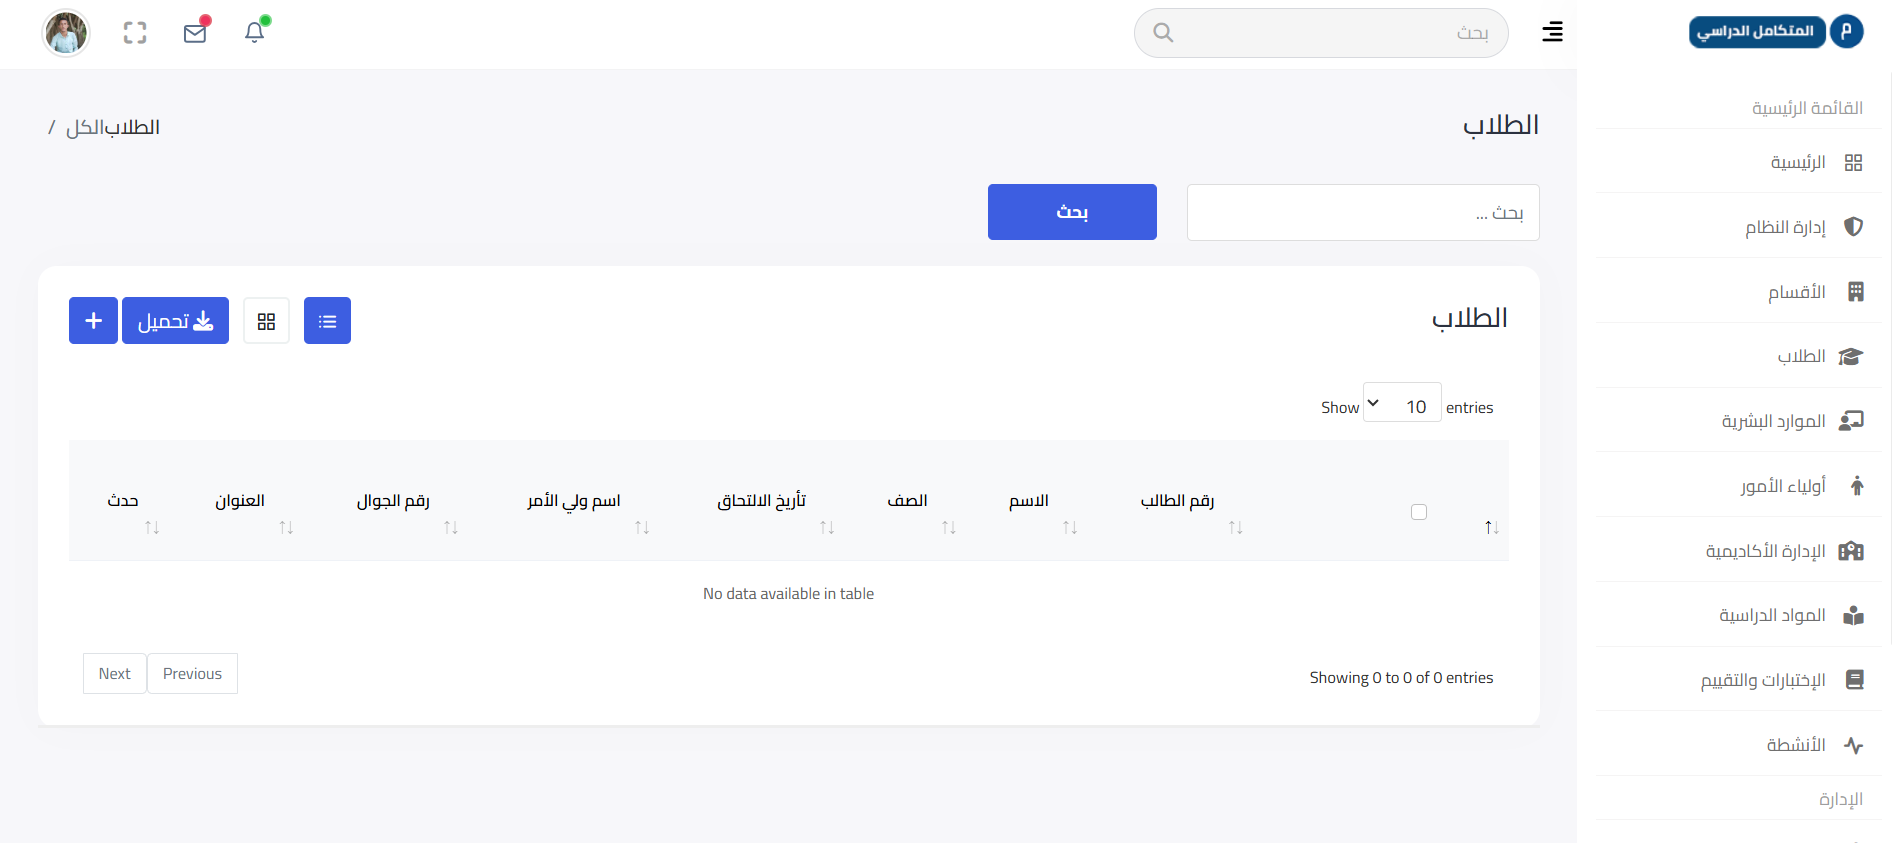 م المتكامل الدراسي
بحث
القائمة الرئيسية
الرئيسية
إدارة النظام
الأقسام
الطلاب
الموارد البشرية
أولياء الأمور
الإدارة الأكاديمية
المواد الدراسية
الإختبارات والتقييم
الأنشطة
الإدارة
الطلاب
الطلاب الكل /
بحث ...
بحث
الطلاب
تحميل
Show 10 entries
رقم الطالب
الاسم
الصف
تأريخ الالتحاق
اسم ولي الأمر
رقم الجوال
العنوان
حدث
No data available in table
Showing 0 to 0 of 0 entries
Previous
Next